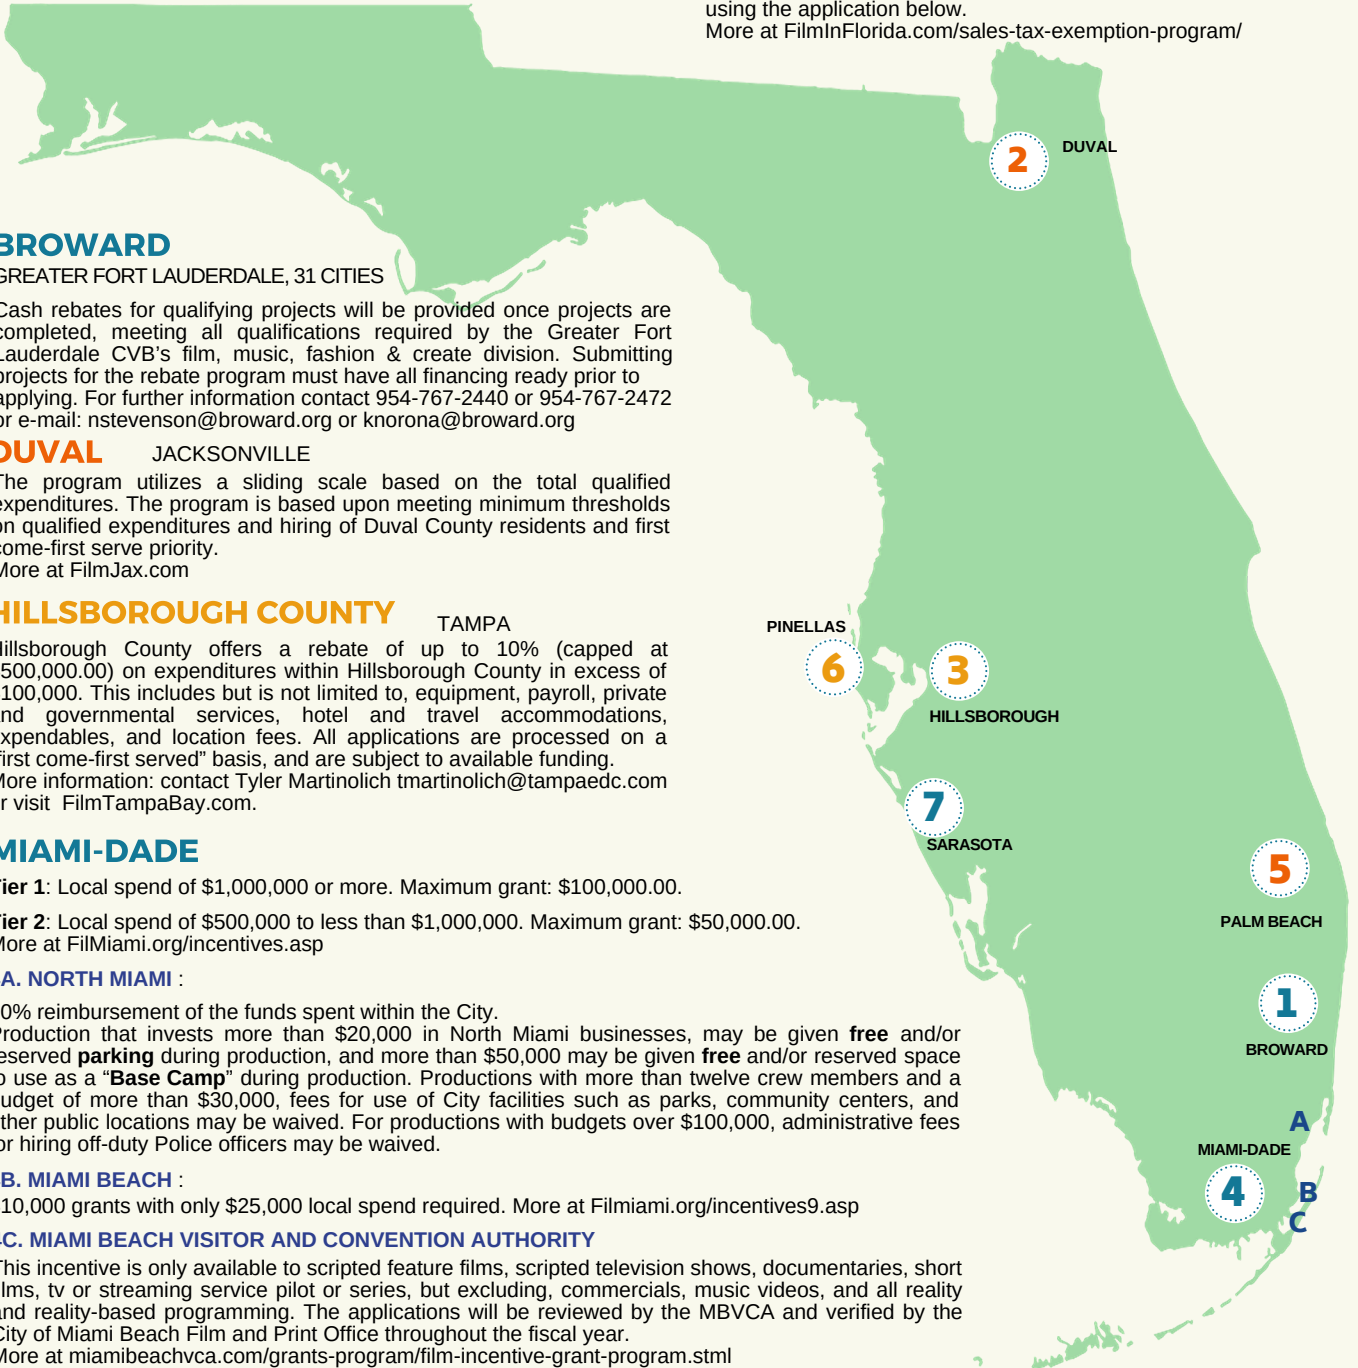 using the application below.
More at FilmInFlorida.com/sales-tax-exemption-program/
2
DUVAL
BROWARD
GREATER FORT LAUDERDALE, 31 CITIES
Cash rebates for qualifying projects will be provided once projects are
completed, meeting all qualifications required by the Greater Fort
Lauderdale CVB's film, music, fashion & create division. Submitting
projects for the rebate program must have all financing ready prior to
applying. For further information contact 954-767-2440 or 954-767-2472
or e-mail: nstevenson@broward.org or knorona@broward.org
DUVAL JACKSONVILLE
The program utilizes a sliding scale based on the total qualified
expenditures. The program is based upon meeting minimum thresholds
on qualified expenditures and hiring of Duval County residents and first
come-first serve priority.
More at FilmJax.com
HILLSBOROUGH COUNTY TAMPA
Hillsborough County offers a rebate of up to 10% (capped at
500,000.00) on expenditures within Hillsborough County in excess of
100,000. This includes but is not limited to, equipment, payroll, private
and governmental services, hotel and travel accommodations,
expendables, and location fees. All applications are processed on a
first come-first served” basis, and are subject to available funding.
More information: contact Tyler Martinolich tmartinolich@tampaedc.com
or visit FilmTampaBay.com.
MIAMI-DADE
Tier 1: Local spend of $1,000,000 or more. Maximum grant: $100,000.00.
Tier 2: Local spend of $500,000 to less than $1,000,000. Maximum grant: $50,000.00.
More at FilMiami.org/incentives.asp
A. NORTH MIAMI :
0% reimbursement of the funds spent within the City.
Production that invests more than $20,000 in North Miami businesses, may be given free and/or
reserved parking during production, and more than $50,000 may be given free and/or reserved space
to use as a “Base Camp” during production. Productions with more than twelve crew members and a
budget of more than $30,000, fees for use of City facilities such as parks, community centers, and
other public locations may be waived. For productions with budgets over $100,000, administrative fees
for hiring off-duty Police officers may be waived.
B. MIAMI BEACH :
10,000 grants with only $25,000 local spend required. More at Filmiami.org/incentives9.asp
C. MIAMI BEACH VISITOR AND CONVENTION AUTHORITY
This incentive is only available to scripted feature films, scripted television shows, documentaries, short
films, tv or streaming service pilot or series, but excluding, commercials, music videos, and all reality
and reality-based programming. The applications will be reviewed by the MBVCA and verified by the
City of Miami Beach Film and Print Office throughout the fiscal year.
More at miamibeachvca.com/grants-program/film-incentive-grant-program.stml
PINELLAS
6
3
HILLSBOROUGH
7
SARASOTA
5
PALM BEACH
1
BROWARD
A
MIAMI-DADE
4
B
C